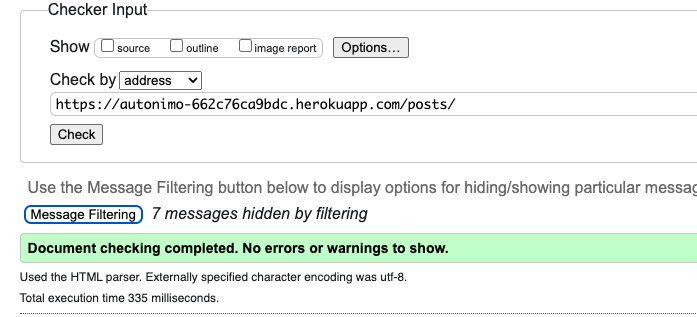 Checker Input
Show source outline image report Options...
Check by address
https://autonimo-662c76ca9bdc.herokuapp.com/posts/
Check
Use the Message Filtering button below to display options for hiding/showing particular
Message Filtering 7 messages hidden by filtering
Document checking completed. No errors or warnings to show.
Used the HTML parser. Externally specified character encoding was utf-8.
Total execution time 335 milliseconds.